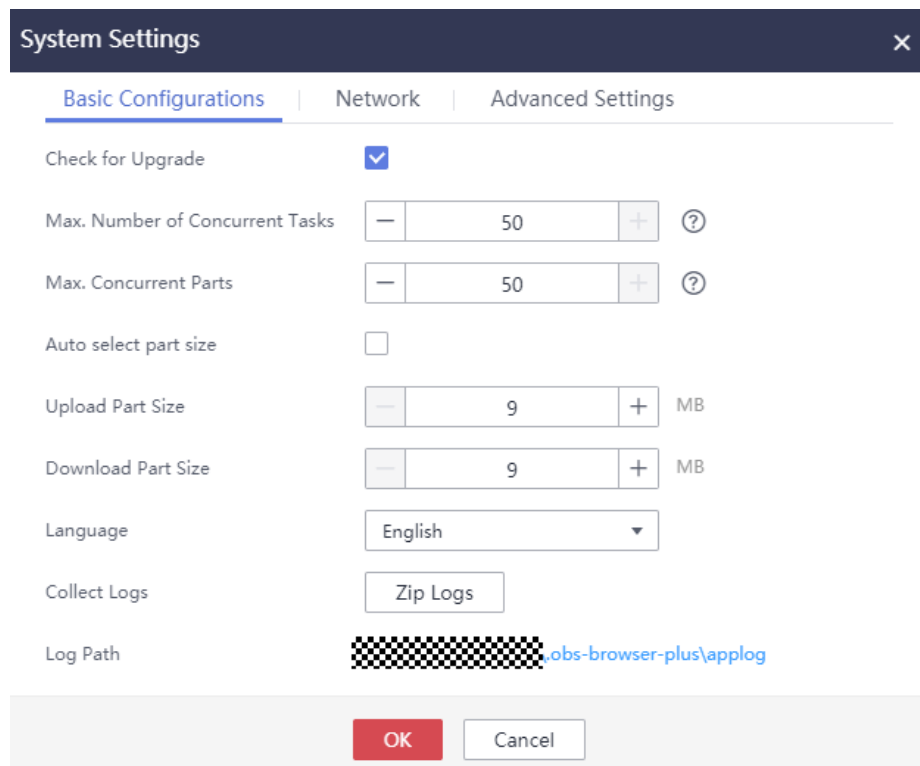 System Settings
Basic Configurations | Network | Advanced Settings
Check for Upgrade
Max. Number of Concurrent Tasks 50
Max. Concurrent Parts 50
Auto select part size
Upload Part Size 9 MB
Download Part Size 9 MB
Language English
Collect Logs Zip Logs
Log Path .obs-browser-plus\applog
OK Cancel